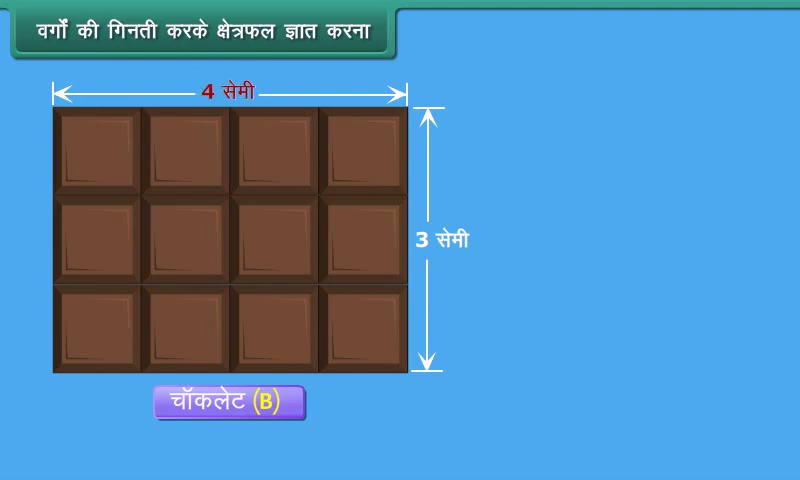 वर्गों की गिनती करके क्षेत्रफल ज्ञात करना
4 सेमी
3 सेमी
चॉकलेट (B)